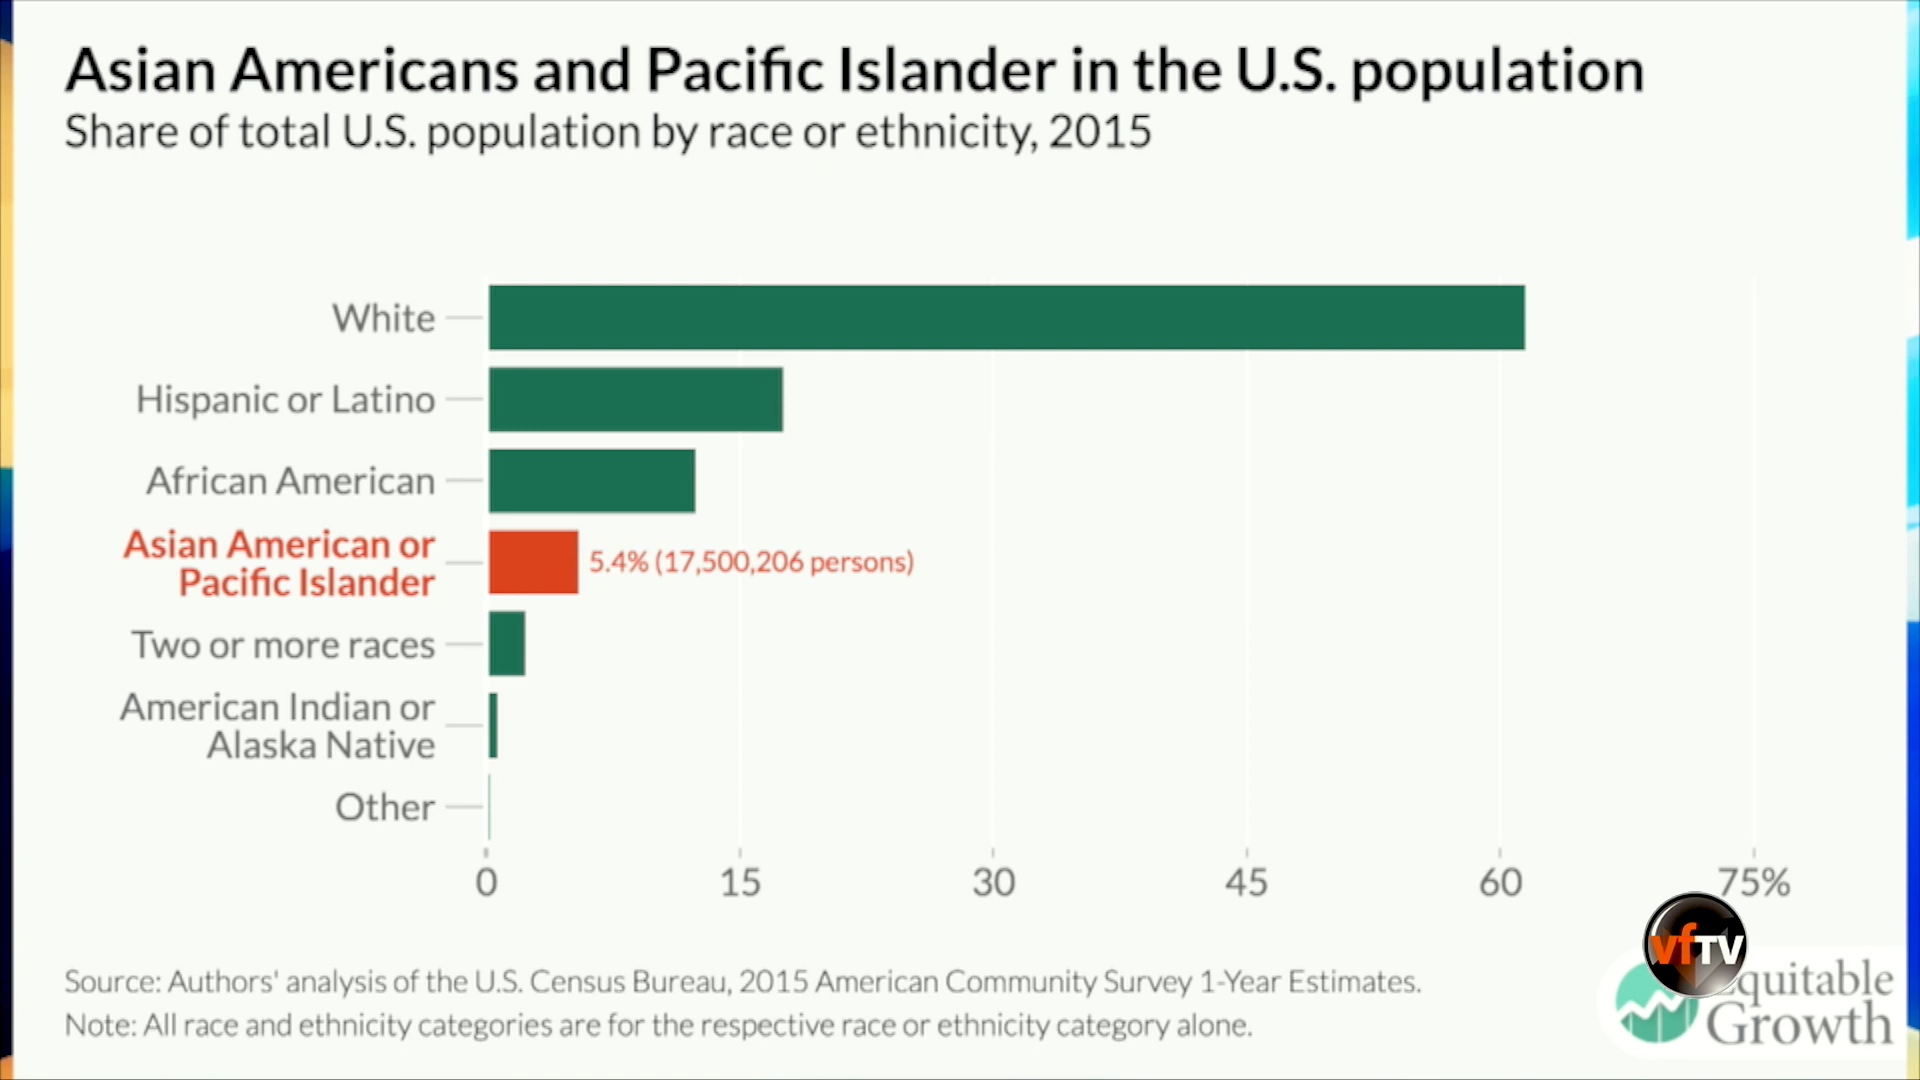 Asian Americans and Pacific Islander in the U.S. population
Share of total U.S. population by race or ethnicity, 2015
White
Hispanic or Latino
African American
Asian American or
Pacific Islander
5.4% (17,500,206 persons)
Two or more races
American Indian or
Alaska Native
Other
0 15 30 45 60 75%
Source: Authors' analysis of the U.S. Census Bureau, 2015 American Community Survey 1-Year Estimates.
Note: All race and ethnicity categories are for the respective race or ethnicity category alone.
vfTV
Equitable
Growth